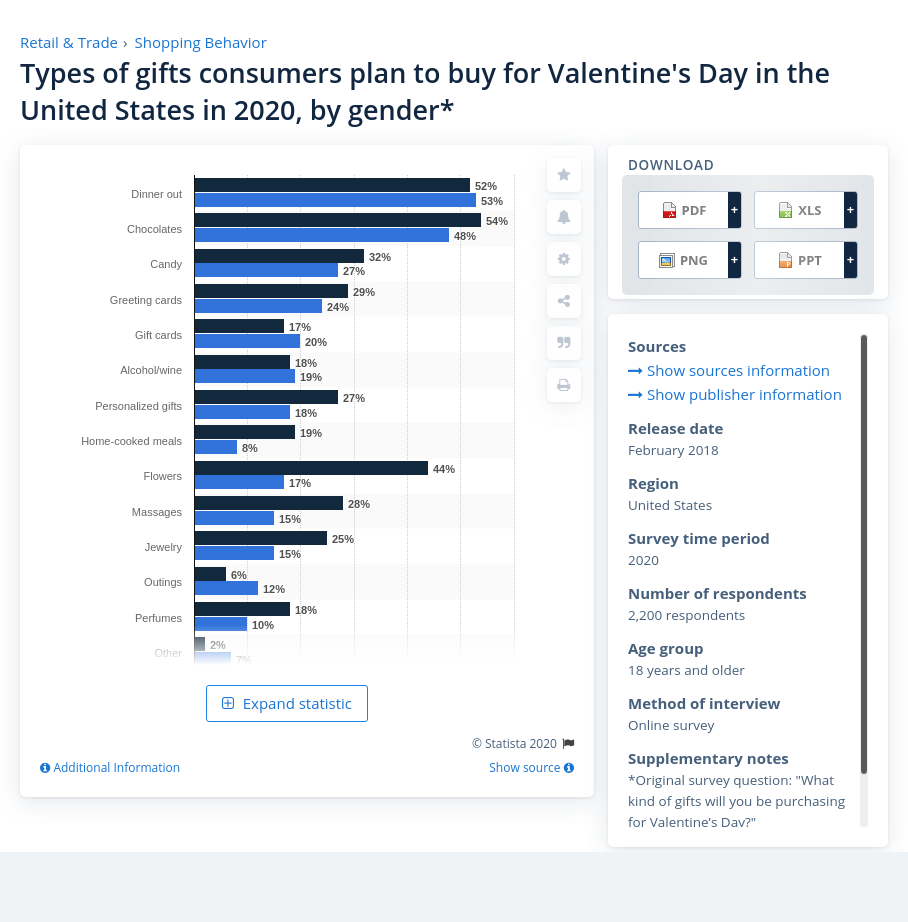 Retail & Trade › Shopping Behavior
Types of gifts consumers plan to buy for Valentine's Day in the
United States in 2020, by gender*
Dinner out 52% 53%
Chocolates 54% 48%
Candy 32% 27%
Greeting cards 29% 24%
Gift cards 17% 20%
Alcohol/wine 18% 19%
Personalized gifts 27% 18%
Home-cooked meals 19% 8%
Flowers 44% 17%
Massages 28% 15%
Jewelry 25% 15%
Outings 6% 12%
Perfumes 18% 10%
Other 2% 7%
Expand statistic
© Statista 2020
Additional Information
Show source
DOWNLOAD
PDF +
XLS +
PNG +
PPT +
Sources
Show sources information
Show publisher information
Release date
February 2018
Region
United States
Survey time period
2020
Number of respondents
2,200 respondents
Age group
18 years and older
Method of interview
Online survey
Supplementary notes
*Original survey question: "What
kind of gifts will you be purchasing
for Valentine's Day?"